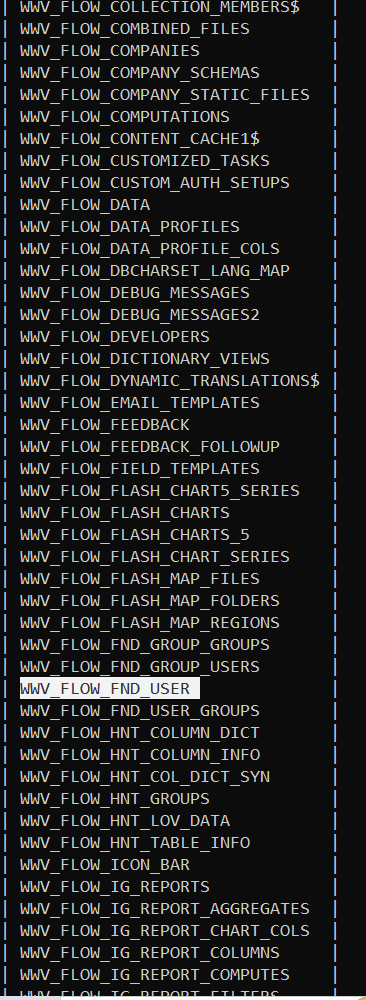 | WWV_FLOW_COLLECTION_MEMBERS$ |
| WWV_FLOW_COMBINED_FILES |
| WWV_FLOW_COMPANIES |
| WWV_FLOW_COMPANY_SCHEMAS |
| WWV_FLOW_COMPANY_STATIC_FILES |
| WWV_FLOW_COMPUTATIONS |
| WWV_FLOW_CONTENT_CACHE1$ |
| WWV_FLOW_CUSTOMIZED_TASKS |
| WWV_FLOW_CUSTOM_AUTH_SETUPS |
| WWV_FLOW_DATA |
| WWV_FLOW_DATA_PROFILES |
| WWV_FLOW_DATA_PROFILE_COLS |
| WWV_FLOW_DBCHARSET_LANG_MAP |
| WWV_FLOW_DEBUG_MESSAGES |
| WWV_FLOW_DEBUG_MESSAGES2 |
| WWV_FLOW_DEVELOPERS |
| WWV_FLOW_DICTIONARY_VIEWS |
| WWV_FLOW_DYNAMIC_TRANSLATIONS$ |
| WWV_FLOW_EMAIL_TEMPLATES |
| WWV_FLOW_FEEDBACK |
| WWV_FLOW_FEEDBACK_FOLLOWUP |
| WWV_FLOW_FIELD_TEMPLATES |
| WWV_FLOW_FLASH_CHART5_SERIES |
| WWV_FLOW_FLASH_CHARTS |
| WWV_FLOW_FLASH_CHARTS_5 |
| WWV_FLOW_FLASH_CHART_SERIES |
| WWV_FLOW_FLASH_MAP_FILES |
| WWV_FLOW_FLASH_MAP_FOLDERS |
| WWV_FLOW_FLASH_MAP_REGIONS |
| WWV_FLOW_FND_GROUP_GROUPS |
| WWV_FLOW_FND_GROUP_USERS |
| WWV_FLOW_FND_USER |
| WWV_FLOW_FND_USER_GROUPS |
| WWV_FLOW_HNT_COLUMN_DICT |
| WWV_FLOW_HNT_COLUMN_INFO |
| WWV_FLOW_HNT_COL_DICT_SYN |
| WWV_FLOW_HNT_GROUPS |
| WWV_FLOW_HNT_LOV_DATA |
| WWV_FLOW_HNT_TABLE_INFO |
| WWV_FLOW_ICON_BAR |
| WWV_FLOW_IG_REPORTS |
| WWV_FLOW_IG_REPORT_AGGREGATES |
| WWV_FLOW_IG_REPORT_CHART_COLS |
| WWV_FLOW_IG_REPORT_COLUMNS |
| WWV_FLOW_IG_REPORT_COMPUTES |
| WWV_FLOW_IG_REPORT_FILTERS |